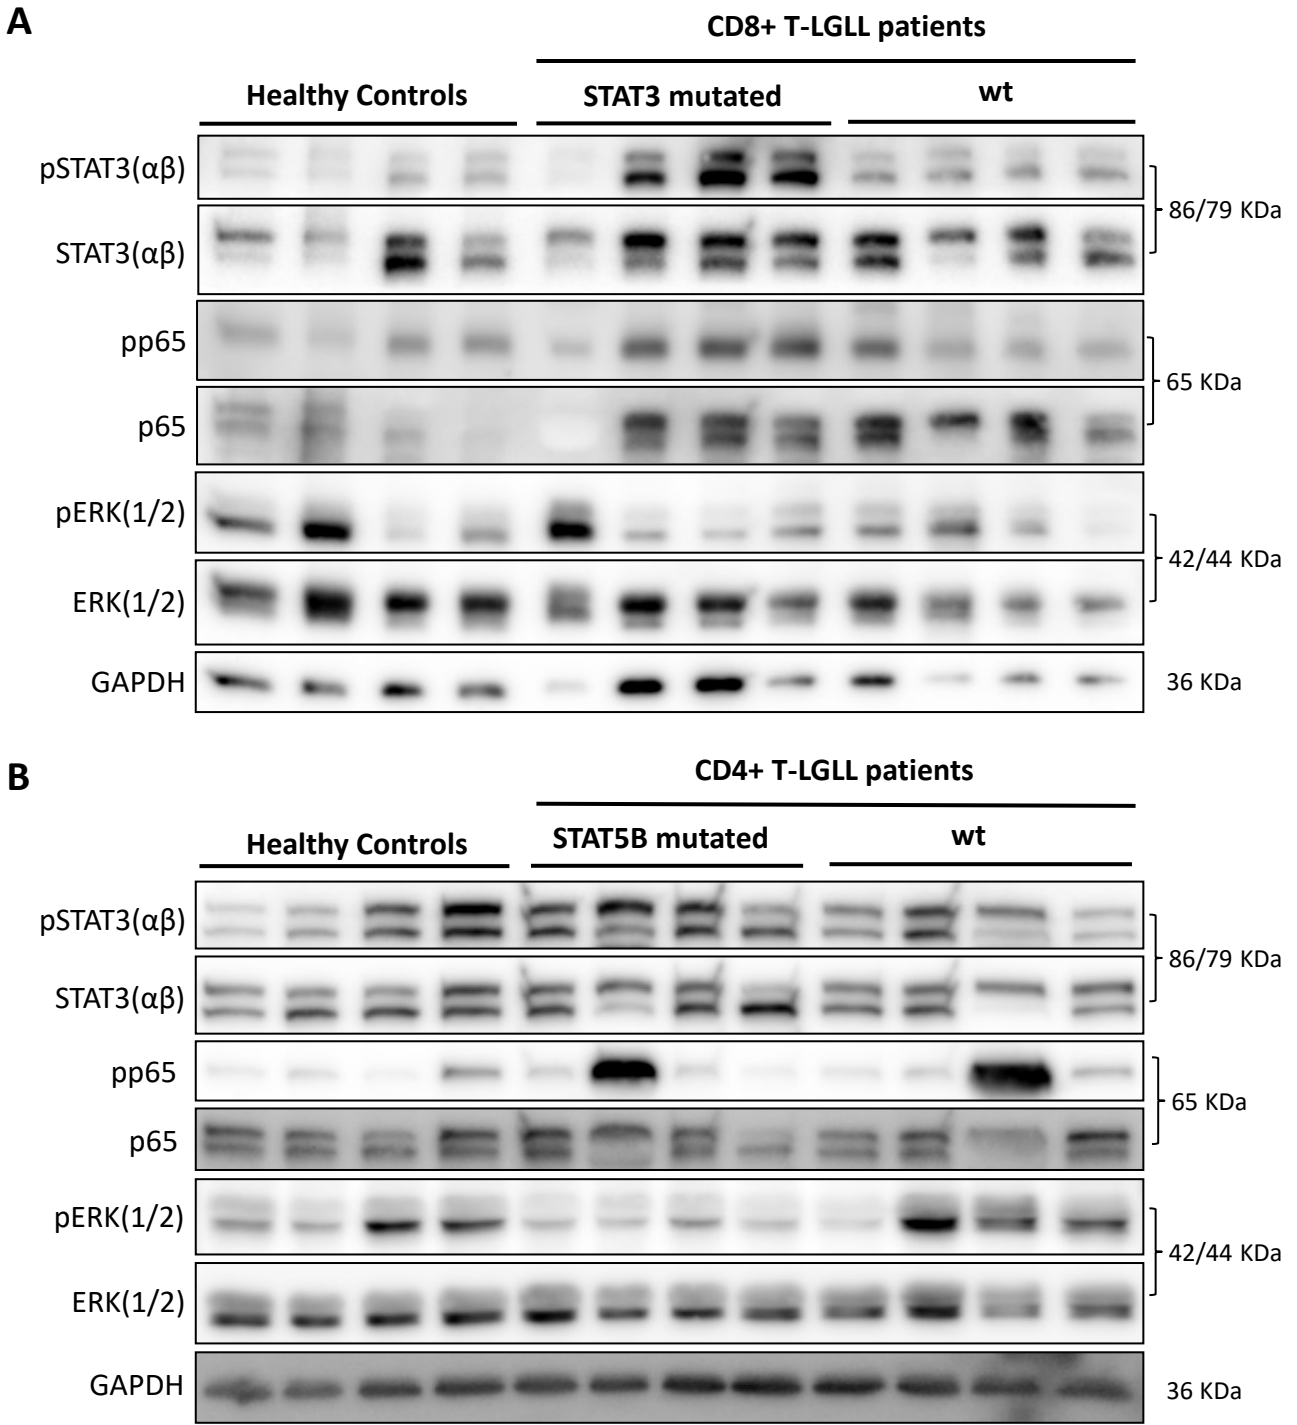 A
CD8+ T-LGLL patients
Healthy Controls
STAT3 mutated
wt
pSTAT3(αβ)
86/79 KDa
STAT3(αβ)
pp65
65 KDa
p65
pERK(1/2)
42/44 KDa
ERK(1/2)
GAPDH
36 KDa
B
CD4+ T-LGLL patients
Healthy Controls
STAT5B mutated
wt
pSTAT3(αβ)
86/79 KDa
STAT3(αβ)
pp65
65 KDa
p65
pERK(1/2)
42/44 KDa
ERK(1/2)
GAPDH
36 KDa